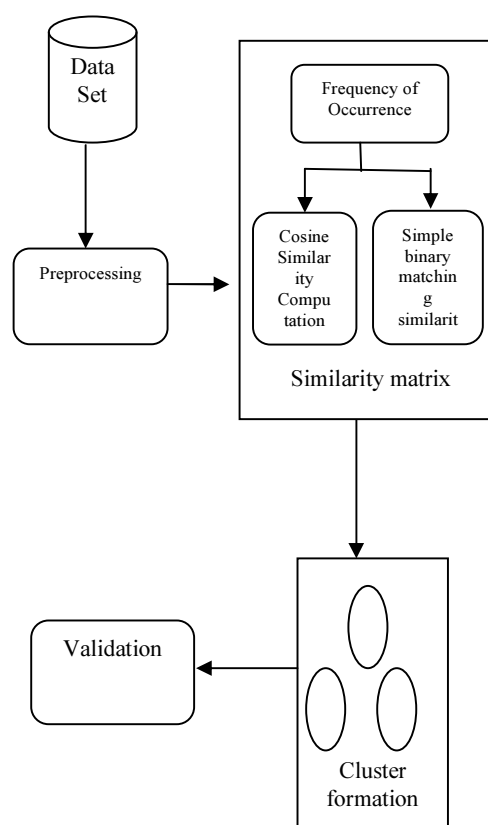 Data
Set
Frequency of
Occurrence
Preprocessing
Cosine
Similar
ity
Compu
tation
Simple
binary
matchin
g
similarit
Similarity matrix
Validation
Cluster
formation